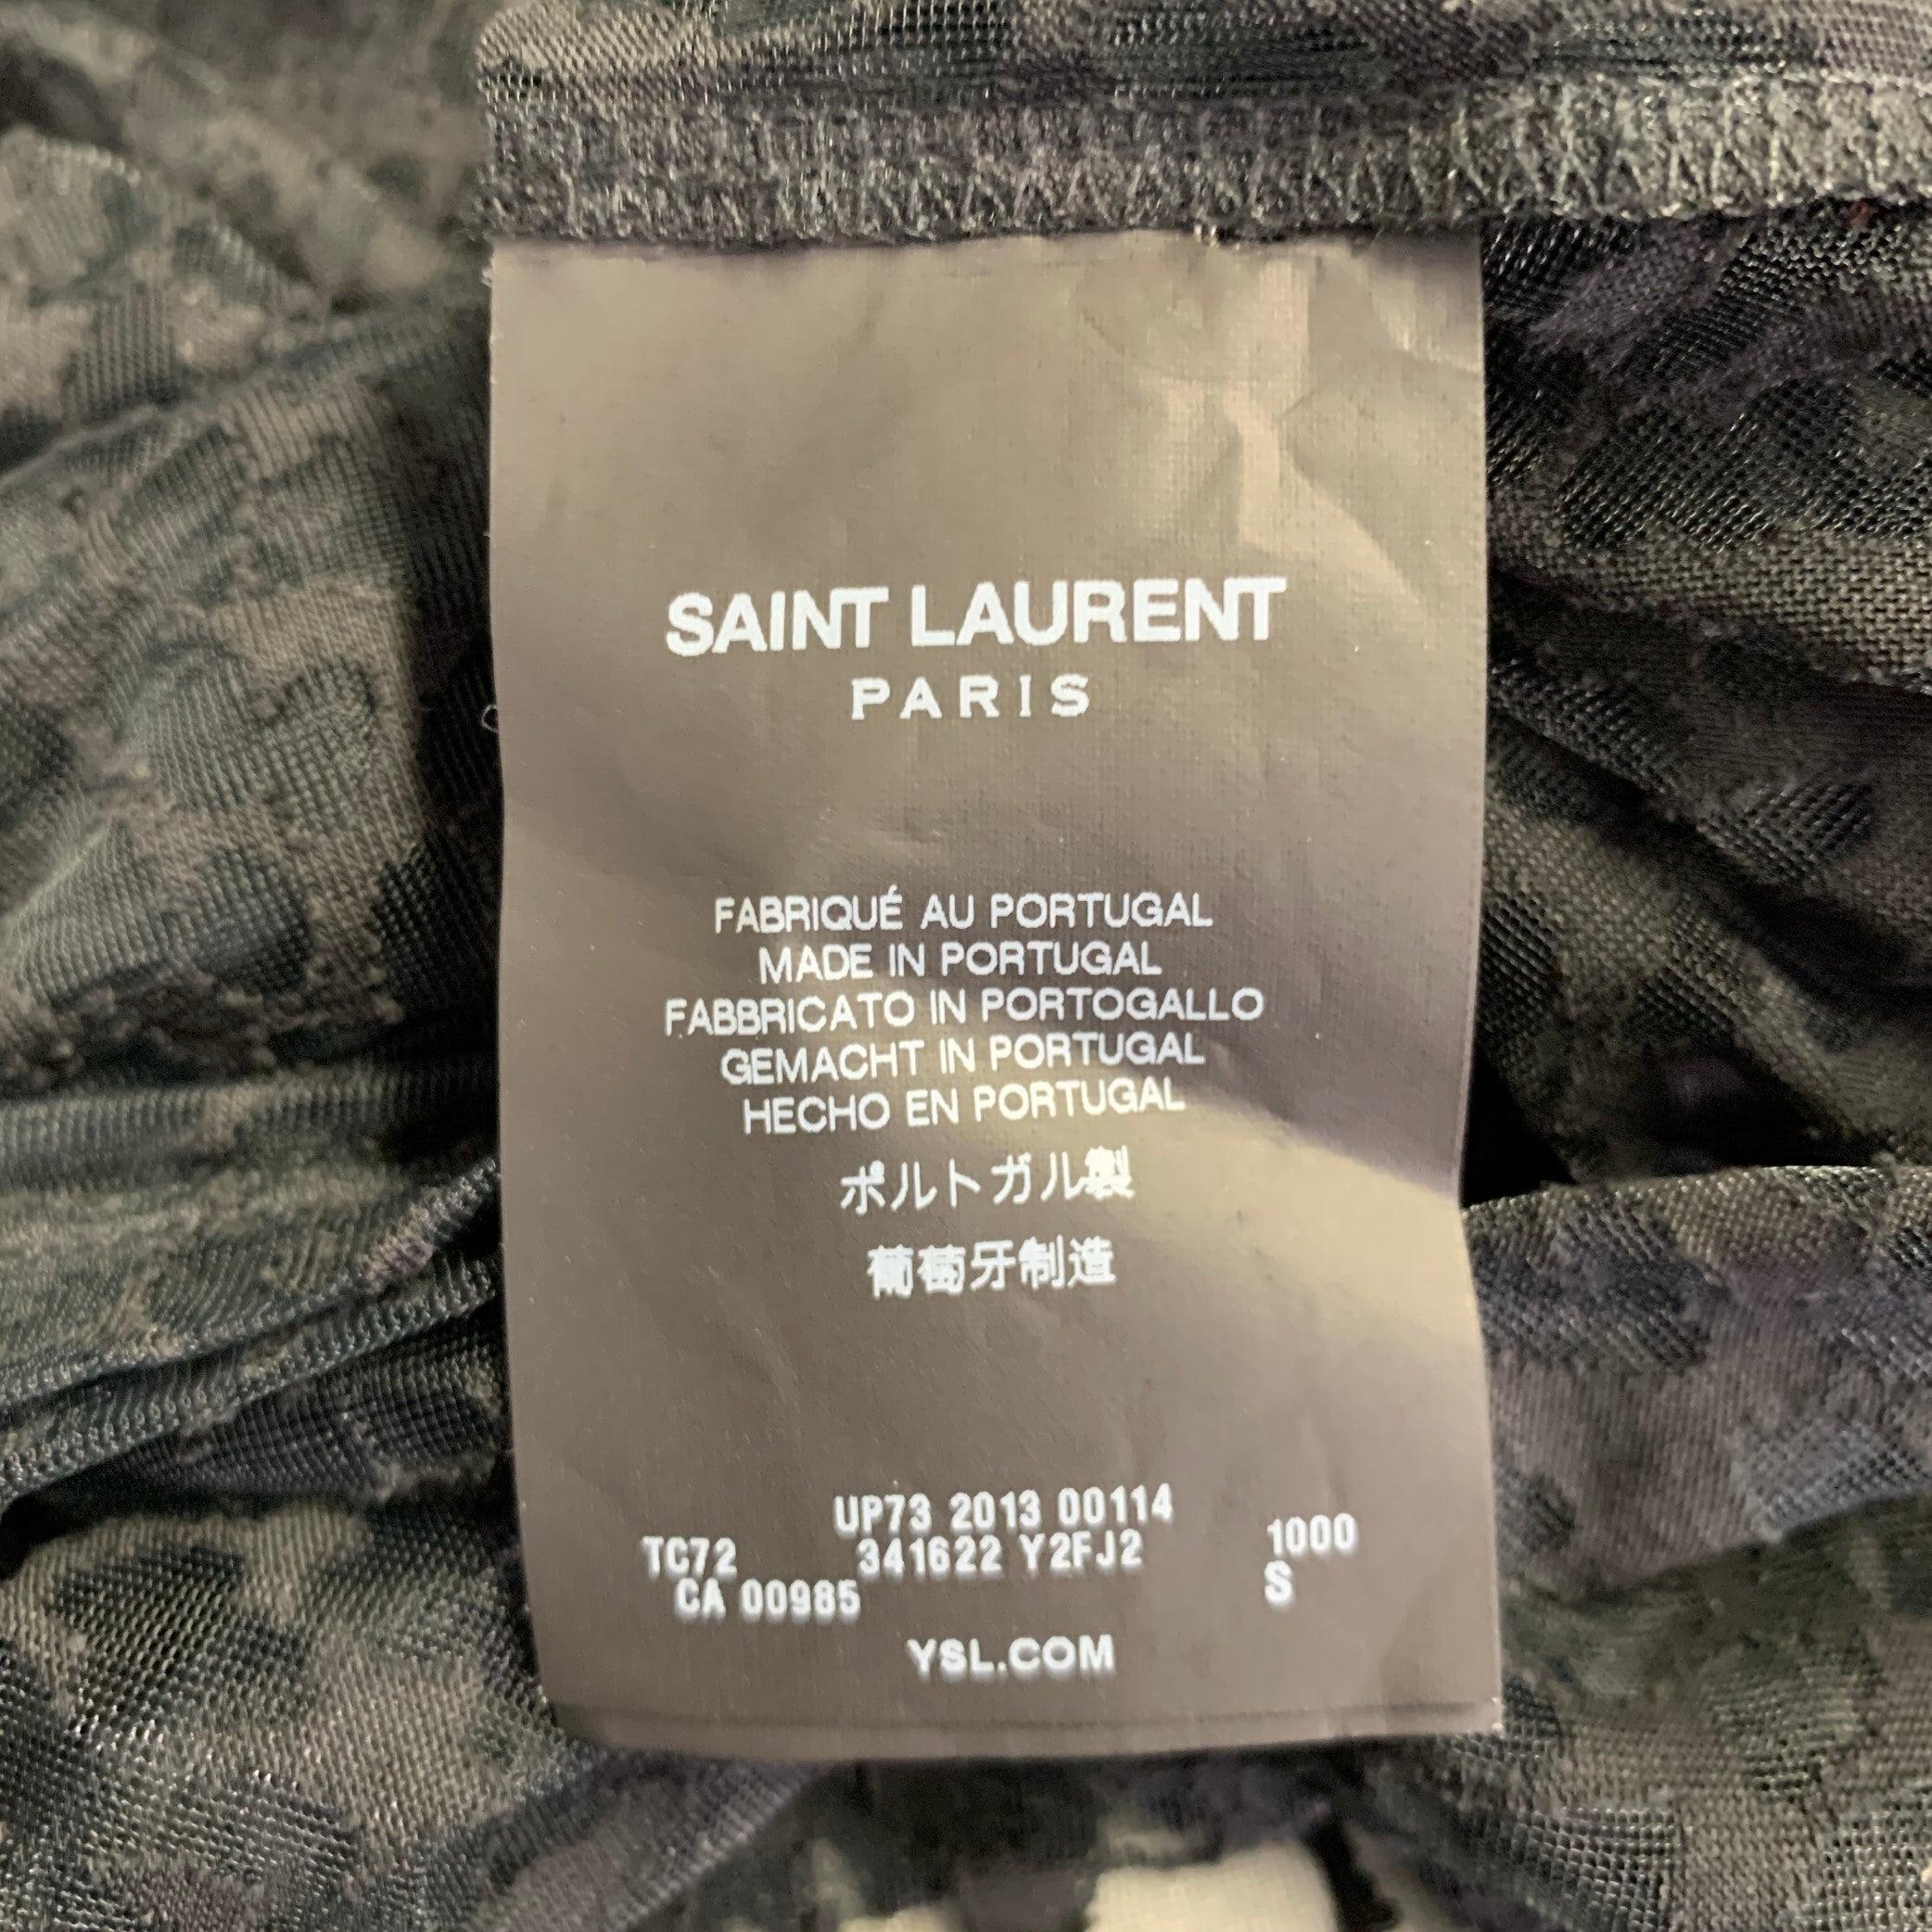 SAINT LAURENT
PARIS
FABRIQUÉ AU PORTUGAL
MADE IN PORTUGAL
FABBRICATO IN PORTOGALLO
GEMACHT IN PORTUGAL
HECHO EN PORTUGAL
ポルトガル製
葡萄牙制造
UP73 2013 00114
TC72 341622 Y2FJ2 1000
CA 00985 S
YSL.COM